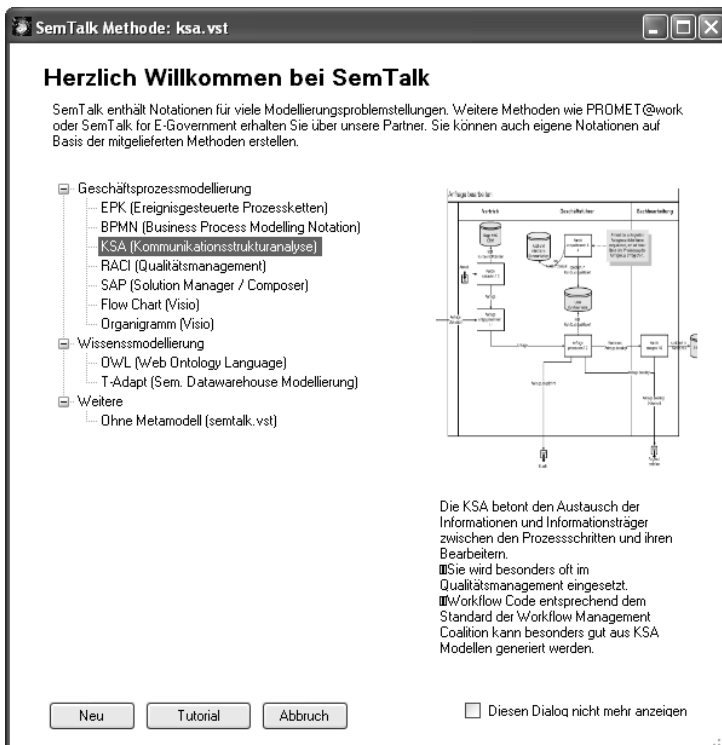 SemTalk Methode: ksa.vst
Herzlich Willkommen bei SemTalk
SemTalk enthält Notationen für viele Modellierungsproblemstellungen. Weitere Methoden wie PROMET@work
oder SemTalk for E-Government erhalten Sie über unsere Partner. Sie können auch eigene Notationen auf
Basis der mitgelieferten Methoden erstellen.
Geschäftsprozessmodellierung
EPK (Ereignisgesteuerte Prozessketten)
BPMN (Business Process Modelling Notation)
KSA (Kommunikationsstrukturanalyse)
RACI (Qualitätsmanagement)
SAP (Solution Manager / Composer)
Flow Chart (Visio)
Organigramm (Visio)
Wissenssmodellierung
OWL (Web Ontology Language)
T-Adapt (Sem. Datawarehouse Modellierung)
Weitere
Ohne Metamodell (semtalk.vst)
Anfrage bearbeiten
Vertrieb Geschäftsführer Sachbearbeitung
Die KSA betont den Austausch der
Informationen und Informationsträger
zwischen den Prozessschritten und ihren
Bearbeitern.
Sie wird besonders oft im
Qualitätsmanagement eingesetzt.
Workflow Code entsprechend dem
Standard der Workflow Management
Coalition kann besonders gut aus KSA
Modellen generiert werden.
Neu
Tutorial
Abbruch
Diesen Dialog nicht mehr anzeigen